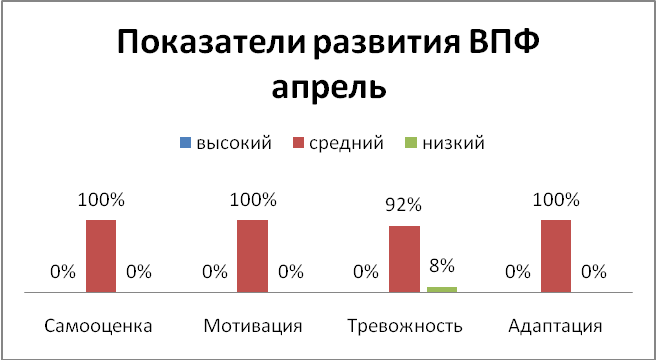 Показатели развития ВПФ
апрель
высокий средний низкий
100% 100% 92% 100%
0% 0% 0% 0% 0% 8% 0% 0%
Самооценка Мотивация Тревожность Адаптация